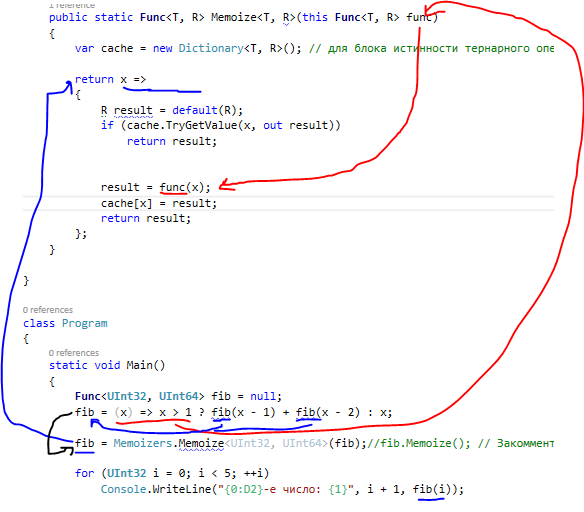 1 reference
public static Func<T, R> Memoize<T, R>(this Func<T, R> func)
{
var cache = new Dictionary<T, R>(); // для блока истинности тернарного опе
return x =>
{
R result = default(R);
if (cache.TryGetValue(x, out result))
return result;
result = func(x);
cache[x] = result;
return result;
};
}
}
0 references
class Program
{
0 references
static void Main()
{
Func<UInt32, UInt64> fib = null;
fib = (x) => x > 1 ? fib(x - 1) + fib(x - 2) : x;
fib = Memoizers.Memoize<UInt32, UInt64>(fib);//fib.Memoize(); // Закоммент
for (UInt32 i = 0; i < 5; ++i)
Console.WriteLine("{0:D2}-е число: {1}", i + 1, fib(i));